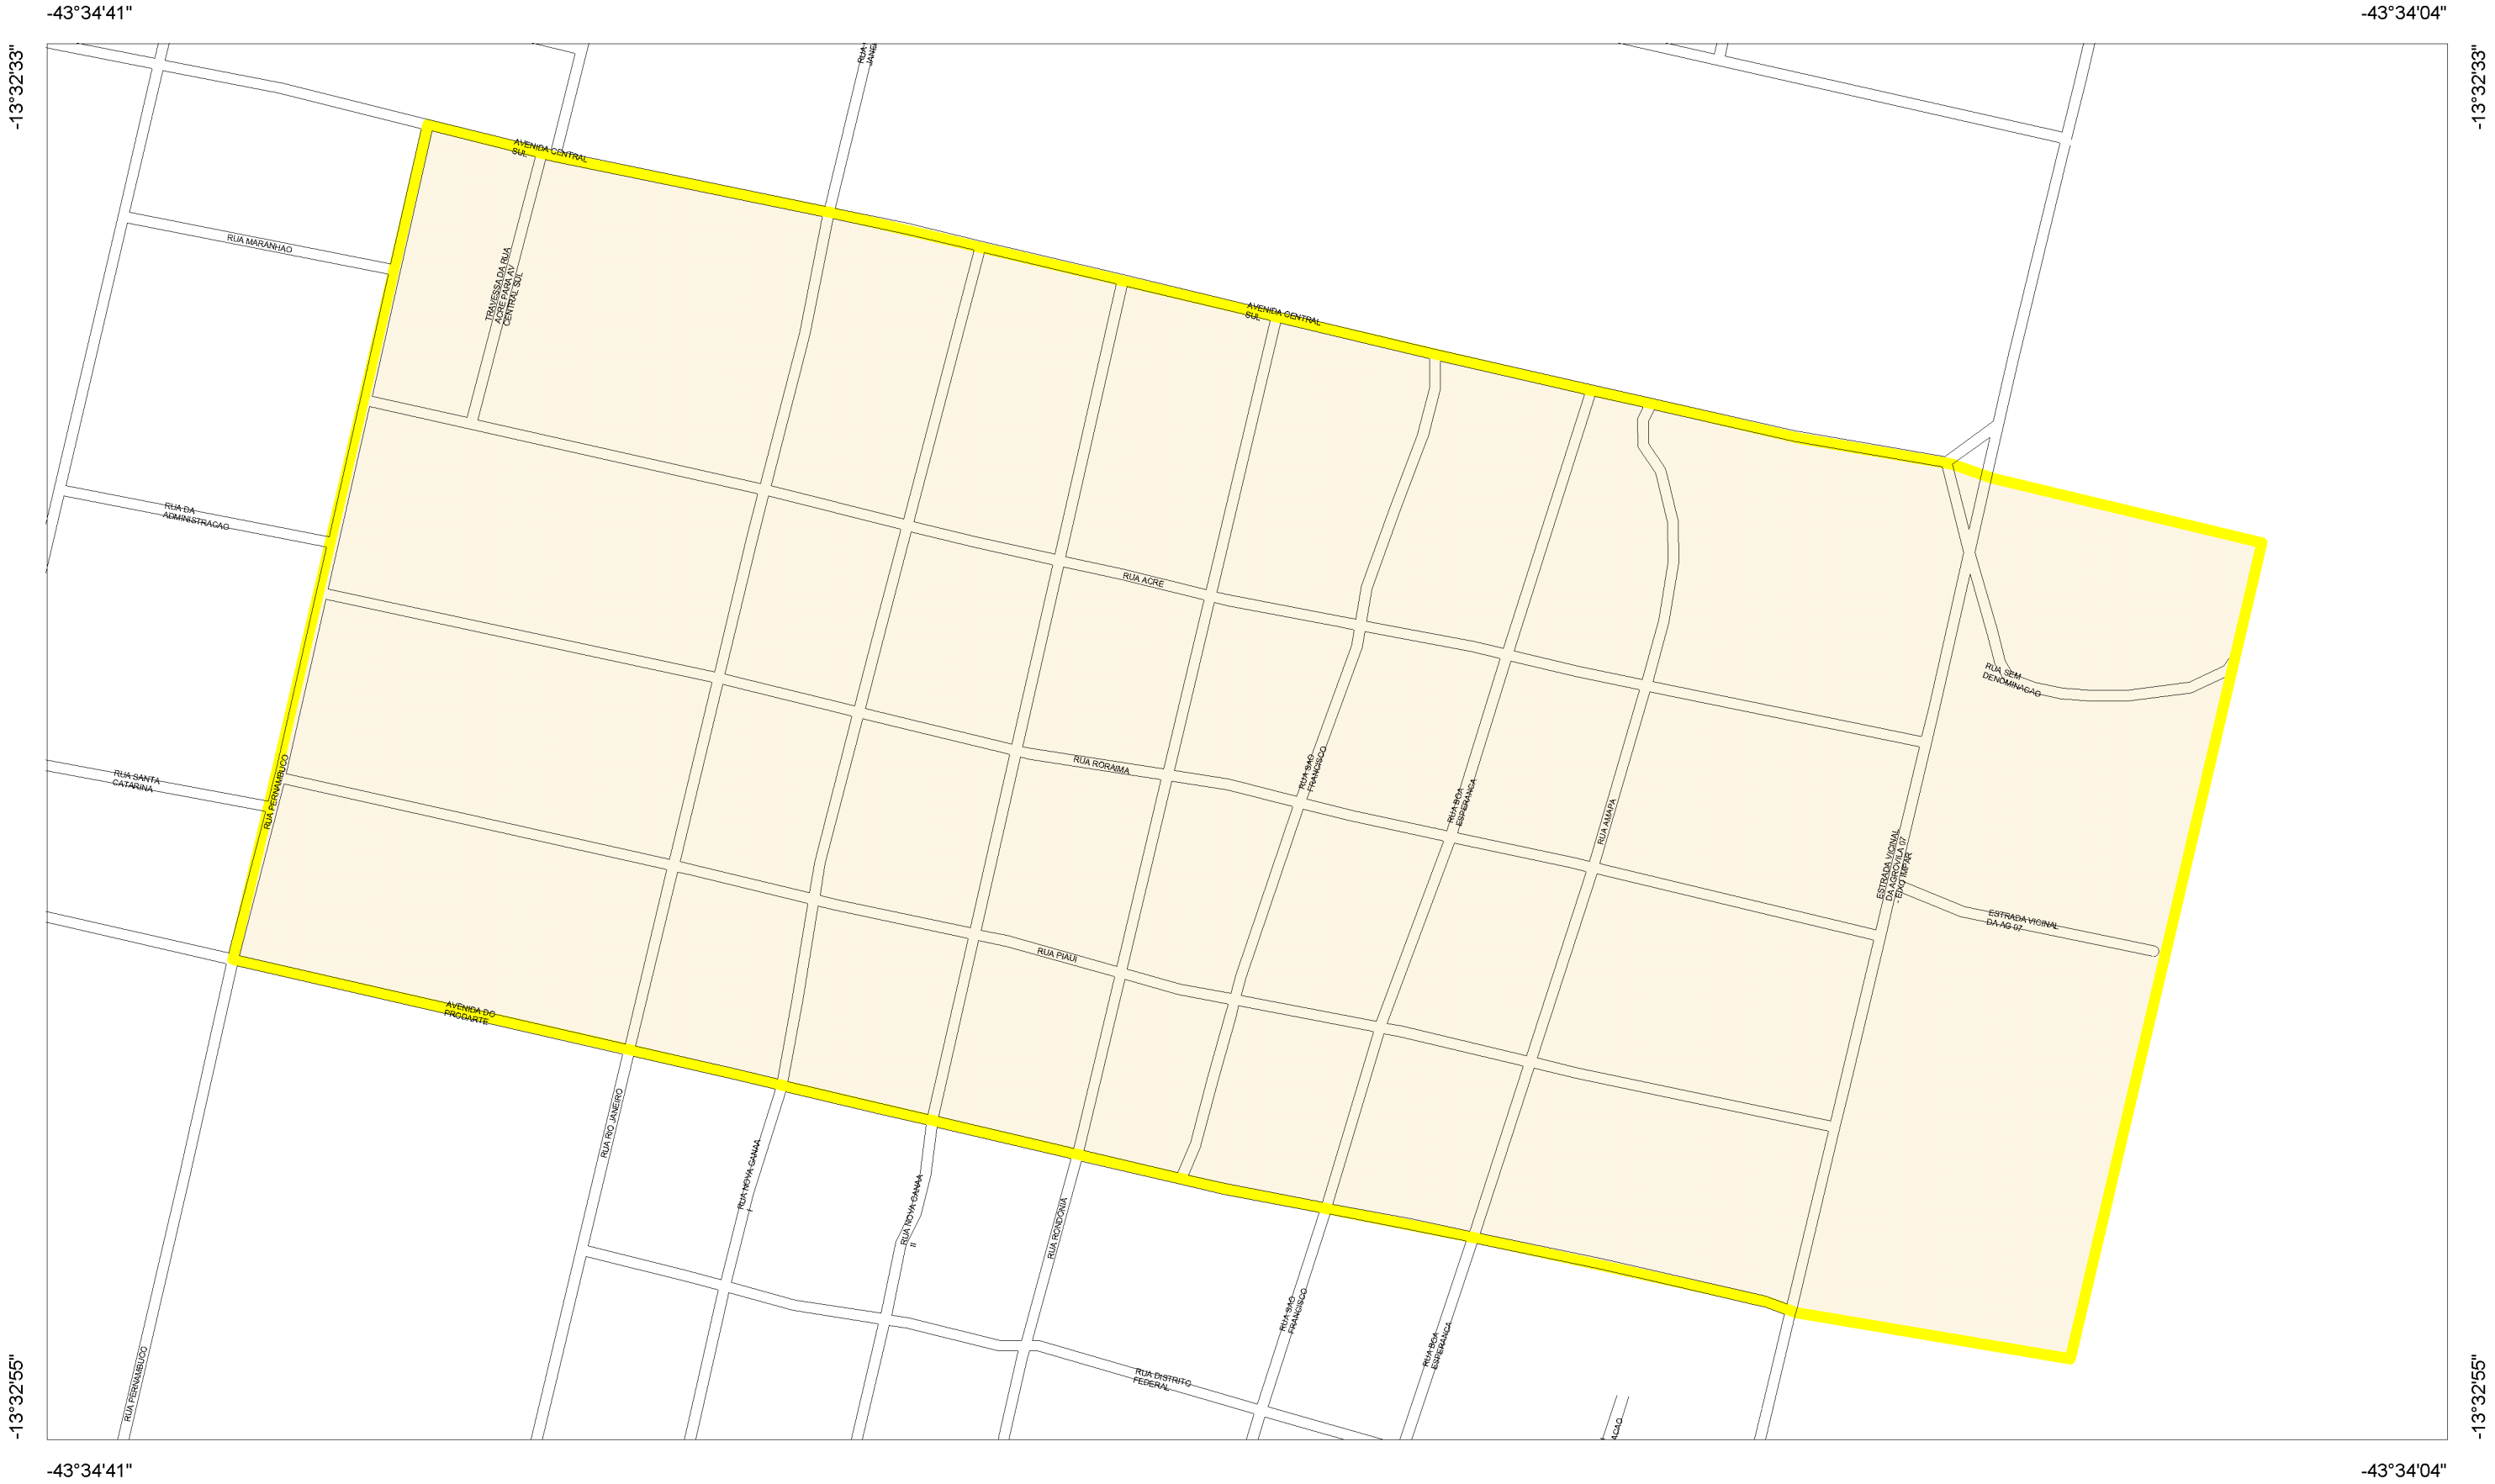 -43°34'41"
-43°34'04"
-13°32'33"
-13°32'33"
AVENIDA CENTRAL
SUL
RUA MARANHAO
TRAVESSA DA RUA
ACRE PARA AV
CENTRAL SUL
AVENIDA CENTRAL
SUL
RUA DA
ADMINISTRACAO
RUA ACRE
RUA SEM
DENOMINACAO
RUA SANTA
CATARINA
RUA PERNAMBUCO
RUA RORAIMA
RUA SAO
FRANCISCO
RUA BOA
ESPERANCA
RUA AMAPA
ESTRADA VICINAL
DA AGROVILA 07
- EIXO IMPAR
ESTRADA VICINAL
DA AG 07
RUA PIAUI
AVENIDA DO
PRODARTE
RUA RIO JANEIRO
RUA NOVA CANAA
I
RUA NOVA CANAA
II
RUA RONDONIA
RUA SAO
FRANCISCO
RUA BOA
ESPERANCA
RUA PERNAMBUCO
RUA DISTRITO
FEDERAL
-13°32'55"
-13°32'55"
-43°34'41"
-43°34'04"